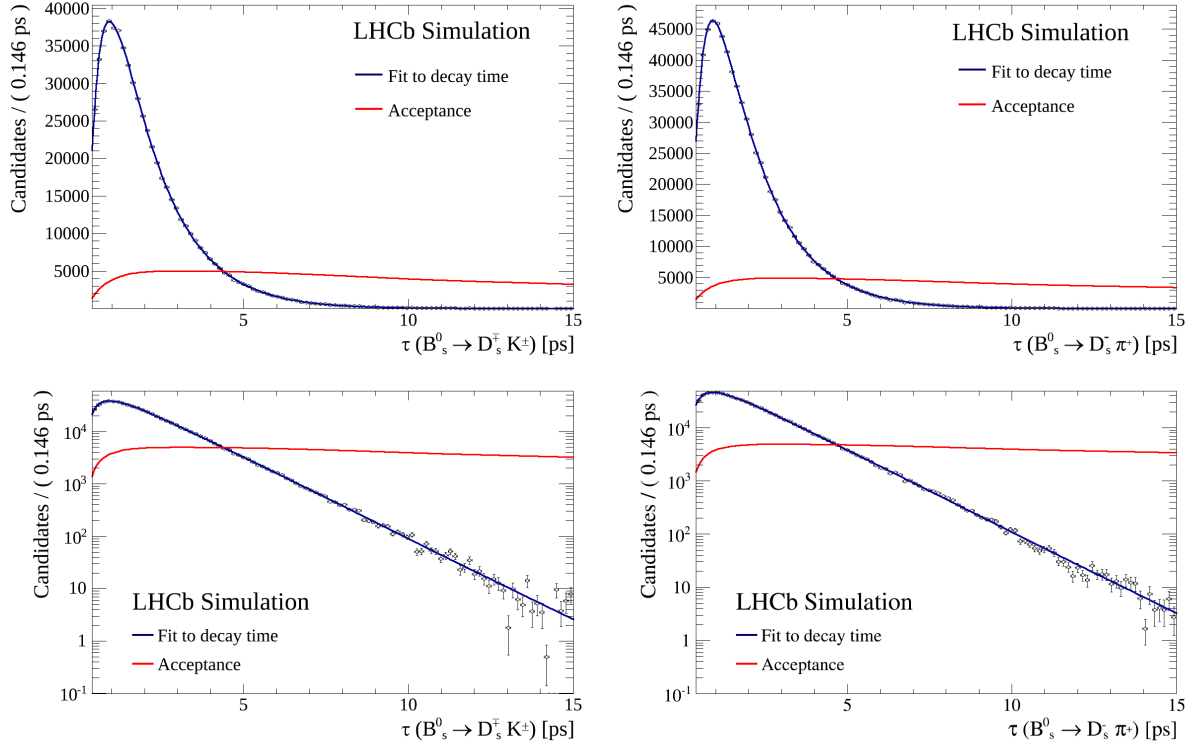 Candidates / ( 0.146 ps )
40000
35000
30000
25000
20000
15000
10000
5000
LHCb Simulation
Fit to decay time
Acceptance
5
10
15
τ (B⁰ₛ → Dₛ∓ K±) [ps]
Candidates / ( 0.146 ps )
45000
40000
35000
30000
25000
20000
15000
10000
5000
LHCb Simulation
Fit to decay time
Acceptance
5
10
15
τ (B⁰ₛ → Dₛ⁻ π⁺) [ps]
Candidates / ( 0.146 ps )
10⁴
10³
10²
10
1
10⁻¹
LHCb Simulation
Fit to decay time
Acceptance
5
10
15
τ (B⁰ₛ → Dₛ∓ K±) [ps]
Candidates / ( 0.146 ps )
10⁴
10³
10²
10
1
10⁻¹
LHCb Simulation
Fit to decay time
Acceptance
5
10
15
τ (B⁰ₛ → Dₛ⁻ π⁺) [ps]